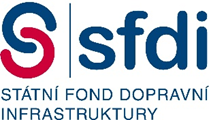 sfdi
STÁTNÍ FOND DOPRAVNÍ
INFRASTRUKTURY